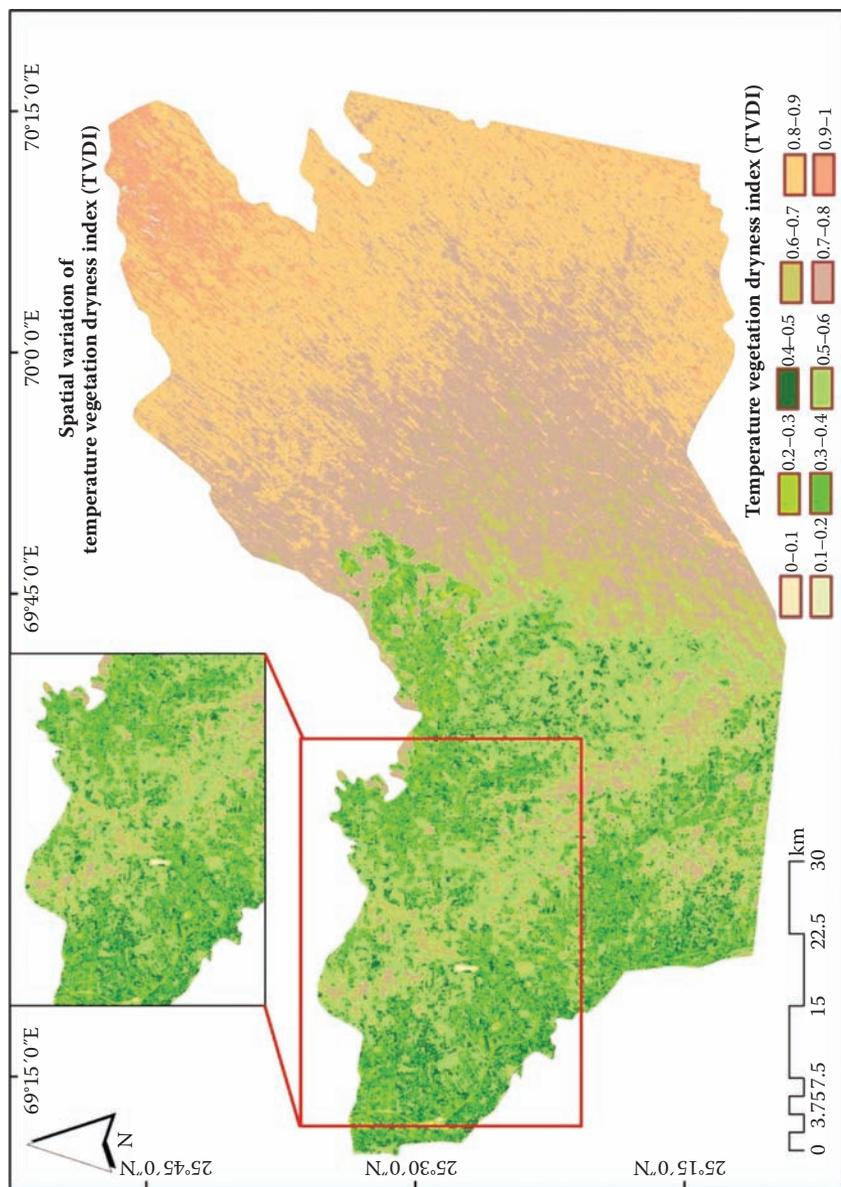 Spatial variation of
temperature vegetation dryness index (TVDI)
69°15´0˝E
69°45´0˝E
70°0´0˝E
70°15´0˝E
N
25°45´0˝N
25°30´0˝N
25°15´0˝N
0 3.757.5 15 22.5 30
km
Temperature vegetation dryness index (TVDI)
0–0.1
0.2–0.3
0.4–0.5
0.6–0.7
0.8–0.9
0.1–0.2
0.3–0.4
0.5–0.6
0.7–0.8
0.9–1